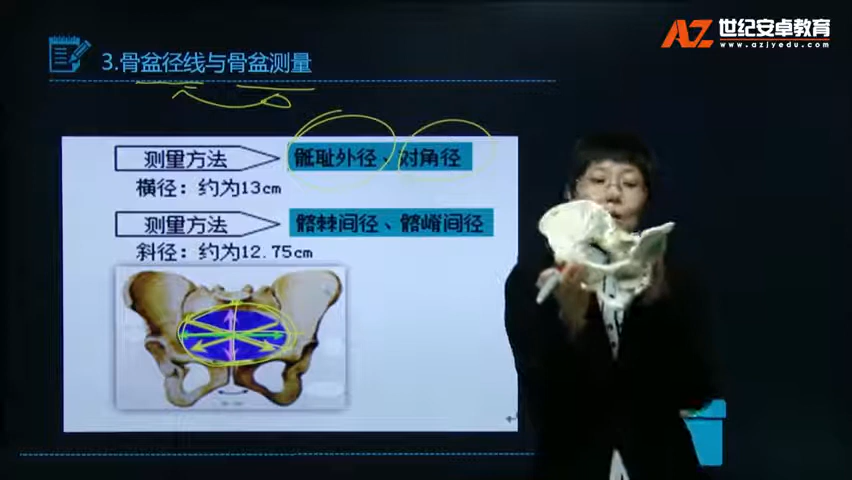 世纪安卓教育
www.azjyedu.com
3.骨盆径线与骨盆测量
测量方法
骶耻外径、对角径
横径：约为13cm
测量方法
髂棘间径、髂嵴间径
斜径：约为12.75cm